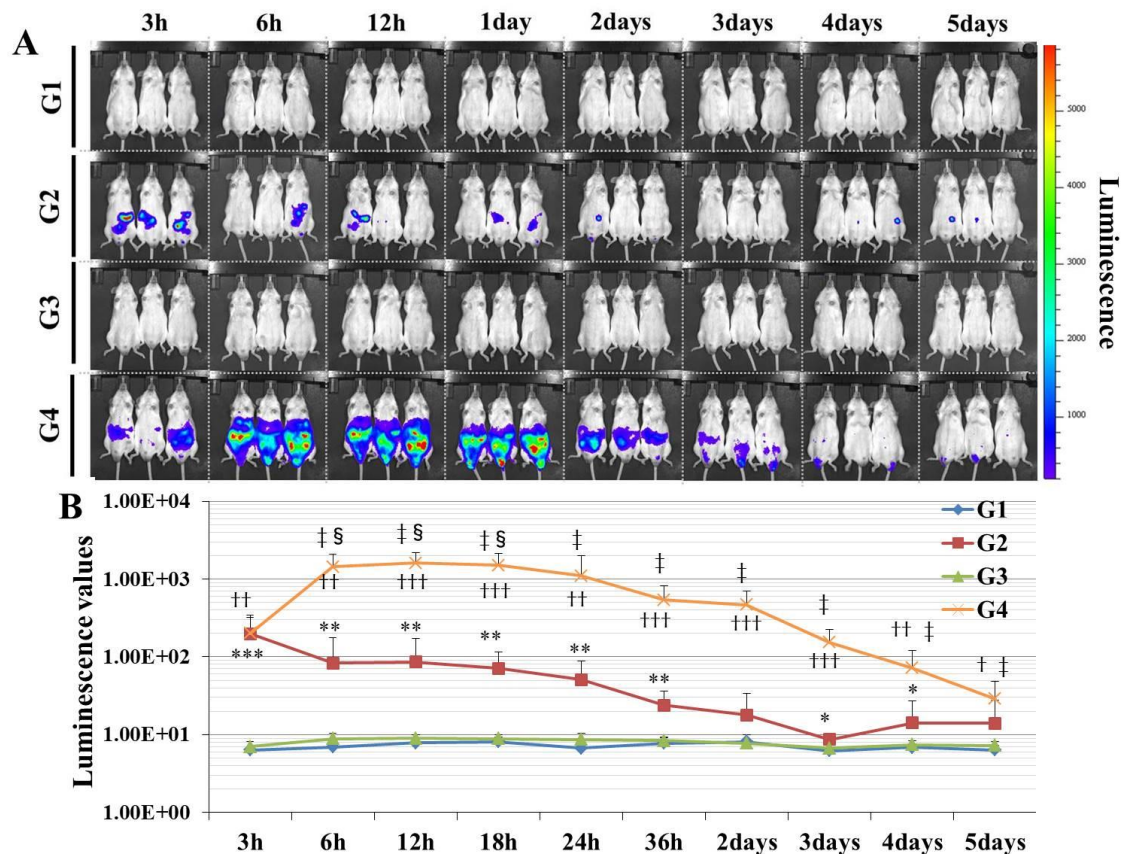 A
3h 6h 12h 1day 2days 3days 4days 5days
G1
G2
G3
G4
5000
4000
3000
2000
1000
Luminescence
B
1.00E+04
1.00E+03
1.00E+02
1.00E+01
1.00E+00
Luminescence values
G1
G2
G3
G4
‡ § ‡ § ‡ § ‡ ‡ ‡ ‡ †† ‡ † ‡
†† †† ††† ††† †† ††† ††† †††
*** ** ** ** ** ** * *
3h 6h 12h 18h 24h 36h 2days 3days 4days 5days